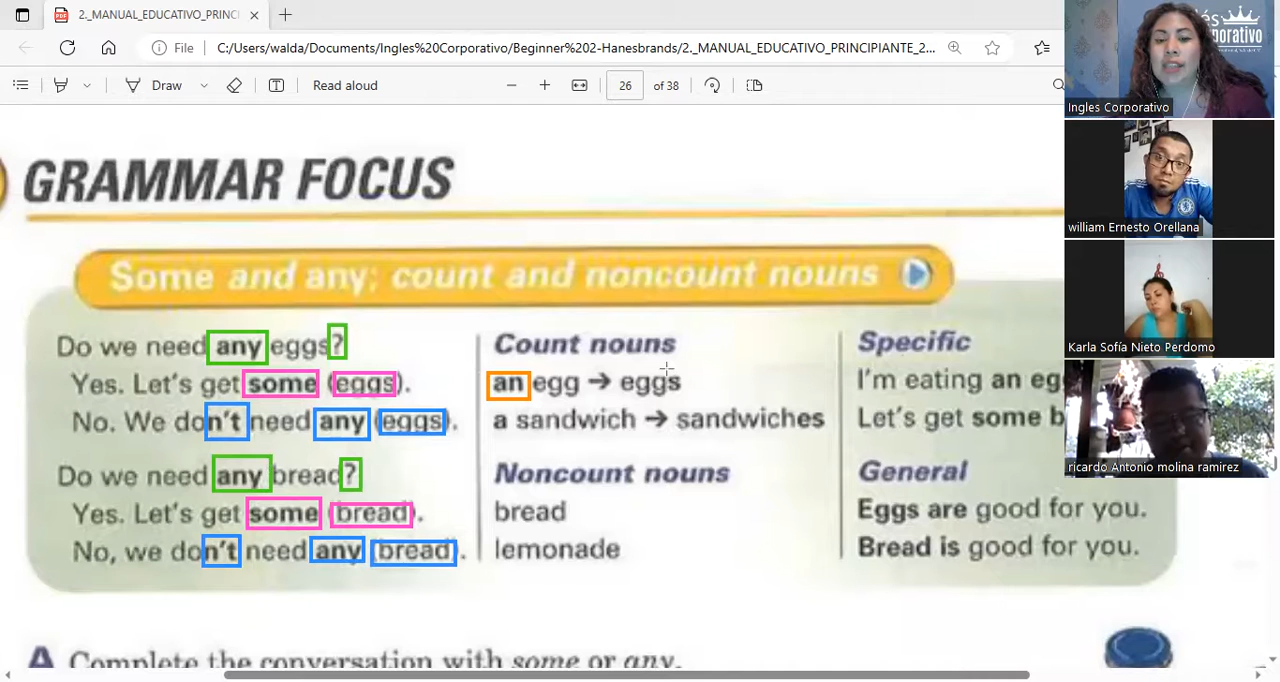 2._MANUAL_EDUCATIVO_PRINCI
File C:/Users/walda/Documents/Ingles%20Corporativo/Beginner%202-Hanesbrands/2._MANUAL_EDUCATIVO_PRINCIPIANTE_2...
Draw Read aloud 26 of 38
GRAMMAR FOCUS
Some and any; count and noncount nouns
Do we need any eggs?
Yes. Let's get some (eggs).
No. We don't need any (eggs).
Do we need any bread?
Yes. Let's get some (bread).
No, we don't need any (bread).
Count nouns
an egg → eggs
a sandwich → sandwiches
Noncount nouns
bread
lemonade
Specific
I'm eating an eg
Let's get some b
General
Eggs are good for you.
Bread is good for you.
A Complete the conversation with some or any.
orporativo
Ingles Corporativo
william Ernesto Orellana
Karla Sofía Nieto Perdomo
ricardo Antonio molina ramirez